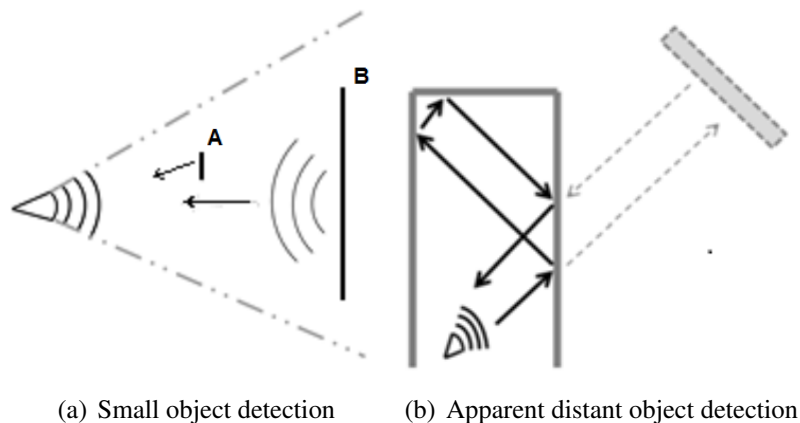 B
A
(a) Small object detection
(b) Apparent distant object detection